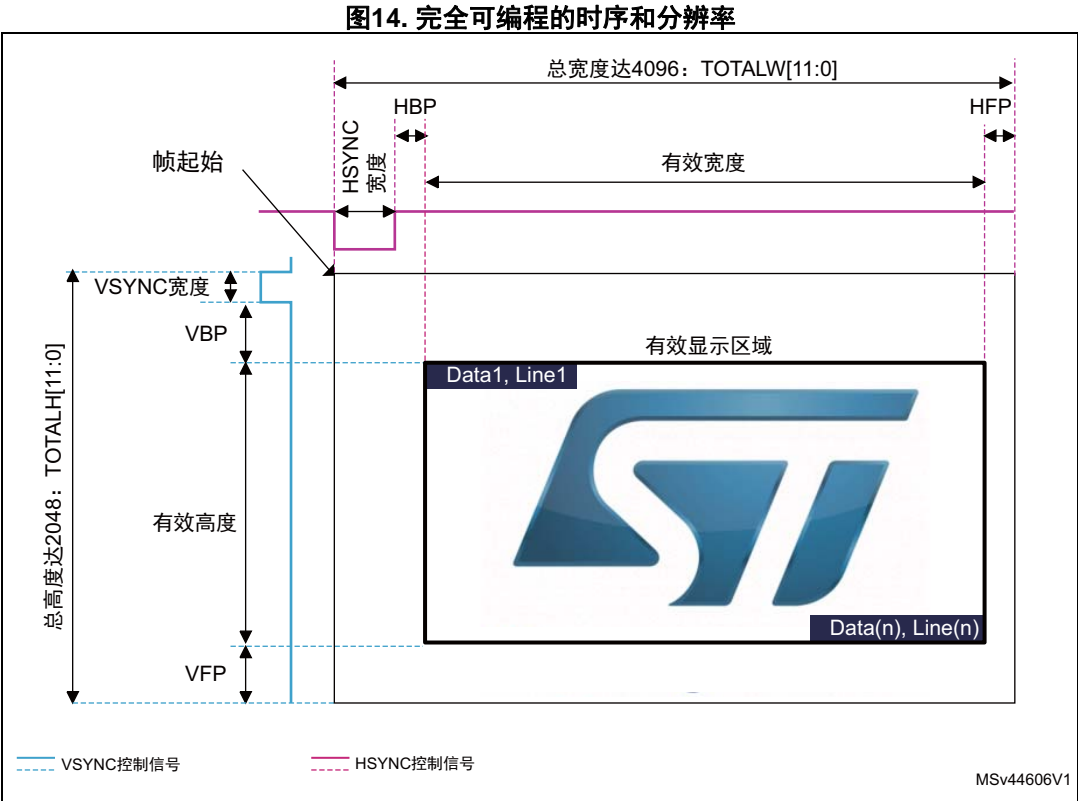 图14. 完全可编程的时序和分辨率
总宽度达4096：TOTALW[11:0]
HBP
HFP
HSYNC
宽度
有效宽度
帧起始
VSYNC宽度
VBP
有效显示区域
Data1, Line1
总高度达2048：TOTALH[11:0]
有效高度
ST
Data(n), Line(n)
VFP
VSYNC控制信号
HSYNC控制信号
MSv44606V1